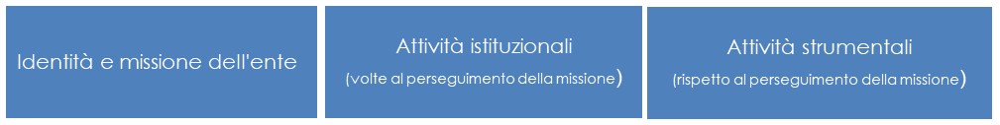 Identità e missione dell'ente
Attività istituzionali
(volte al perseguimento della missione)
Attività strumentali
(rispetto al perseguimento della missione)